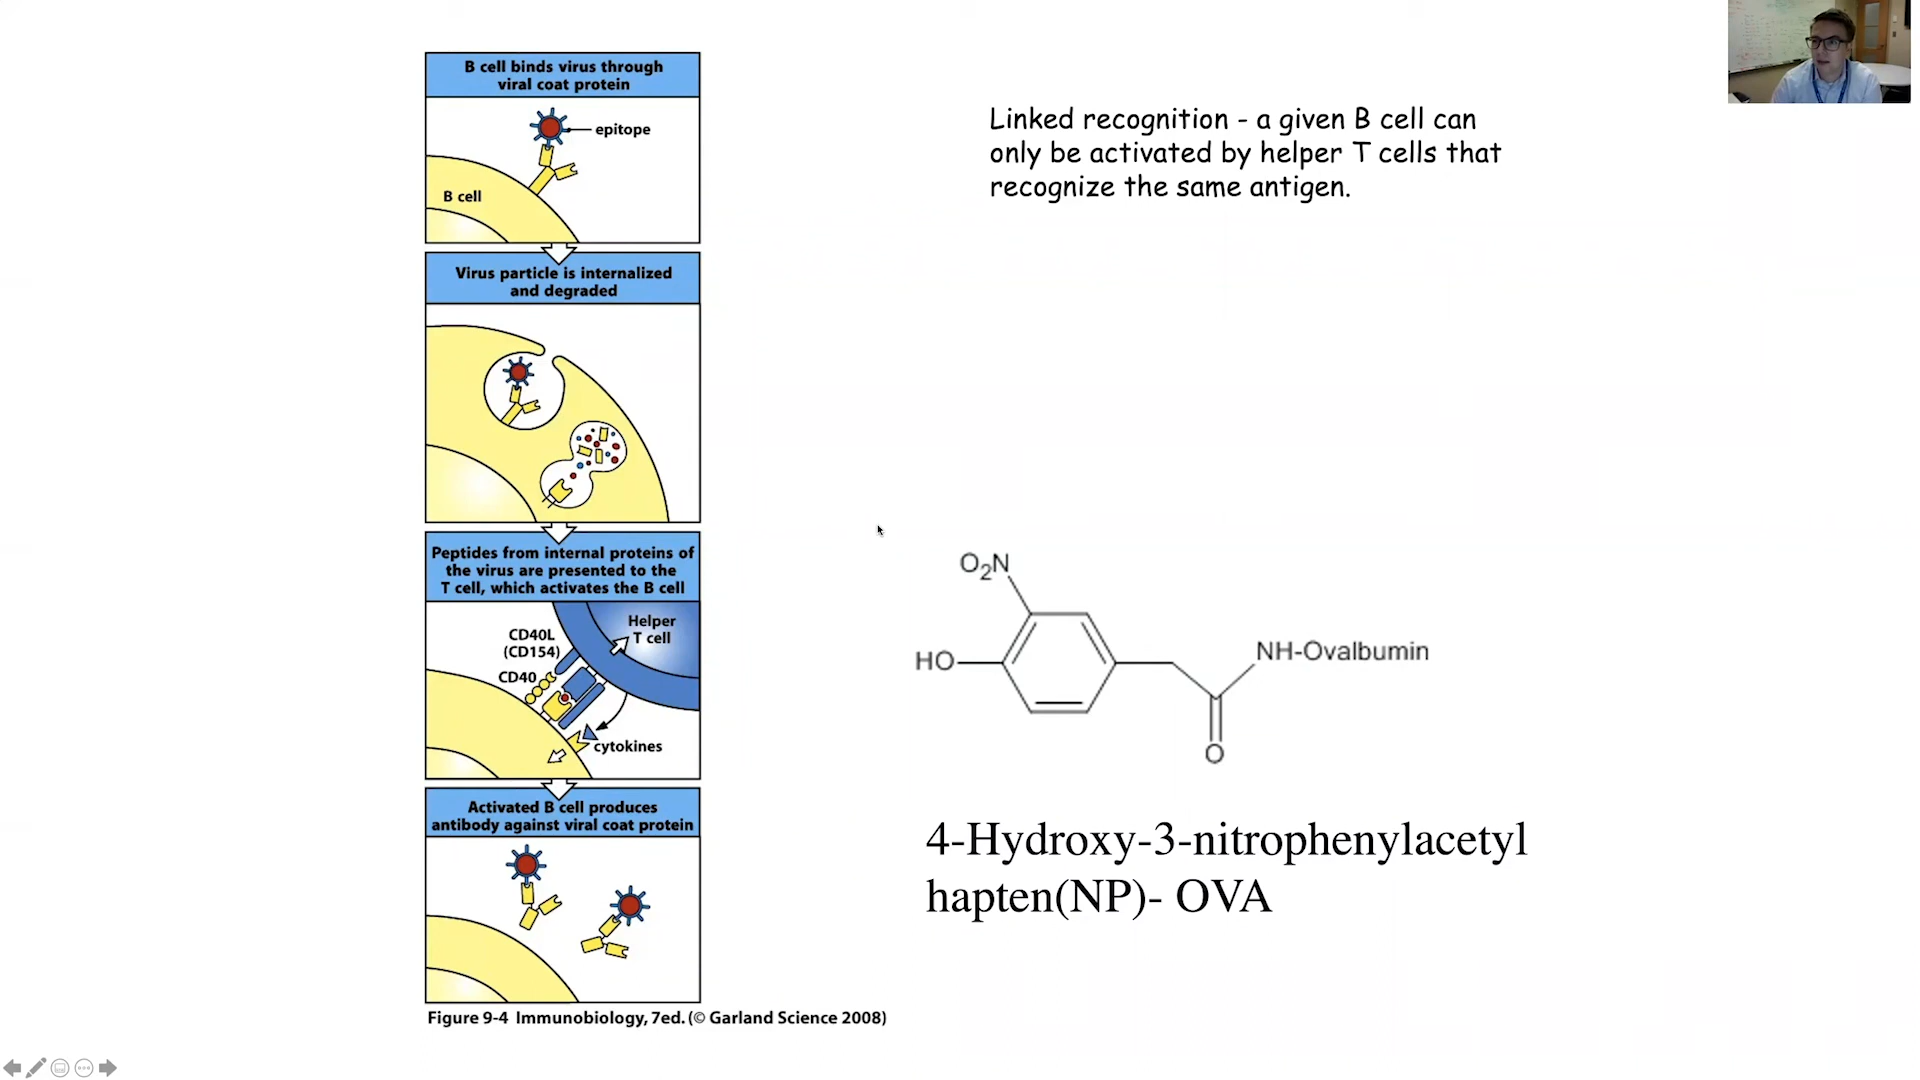 B cell binds virus through
viral coat protein
epitope
B cell
Virus particle is internalized
and degraded
Peptides from internal proteins of
the virus are presented to the
T cell, which activates the B cell
Helper
T cell
CD40L
(CD154)
CD40
cytokines
Activated B cell produces
antibody against viral coat protein
Figure 9-4 Immunobiology, 7ed. (© Garland Science 2008)
Linked recognition - a given B cell can
only be activated by helper T cells that
recognize the same antigen.
O₂N
HO
NH-Ovalbumin
O
4-Hydroxy-3-nitrophenylacetyl
hapten(NP)- OVA